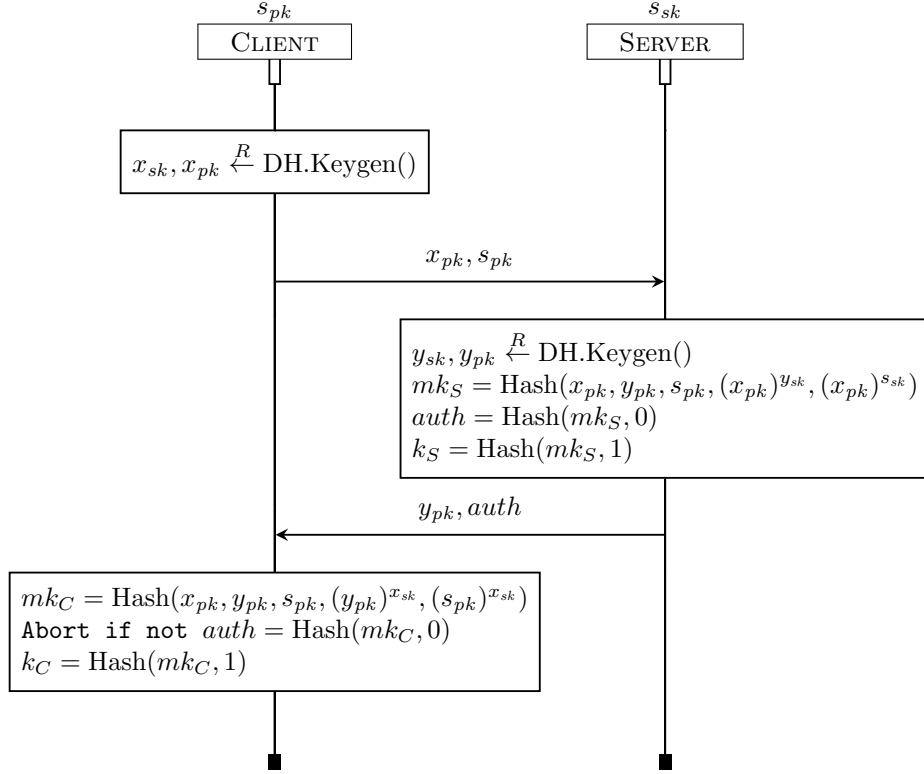 s_{pk} s_{sk}
CLIENT SERVER
x_{sk}, x_{pk} \xleftarrow{R} DH.Keygen()
x_{pk}, s_{pk}
y_{sk}, y_{pk} \xleftarrow{R} DH.Keygen()
mk_S = Hash(x_{pk}, y_{pk}, s_{pk}, (x_{pk})^{y_{sk}}, (x_{pk})^{s_{sk}})
auth = Hash(mk_S, 0)
k_S = Hash(mk_S, 1)
y_{pk}, auth
mk_C = Hash(x_{pk}, y_{pk}, s_{pk}, (y_{pk})^{x_{sk}}, (s_{pk})^{x_{sk}})
Abort if not auth = Hash(mk_C, 0)
k_C = Hash(mk_C, 1)